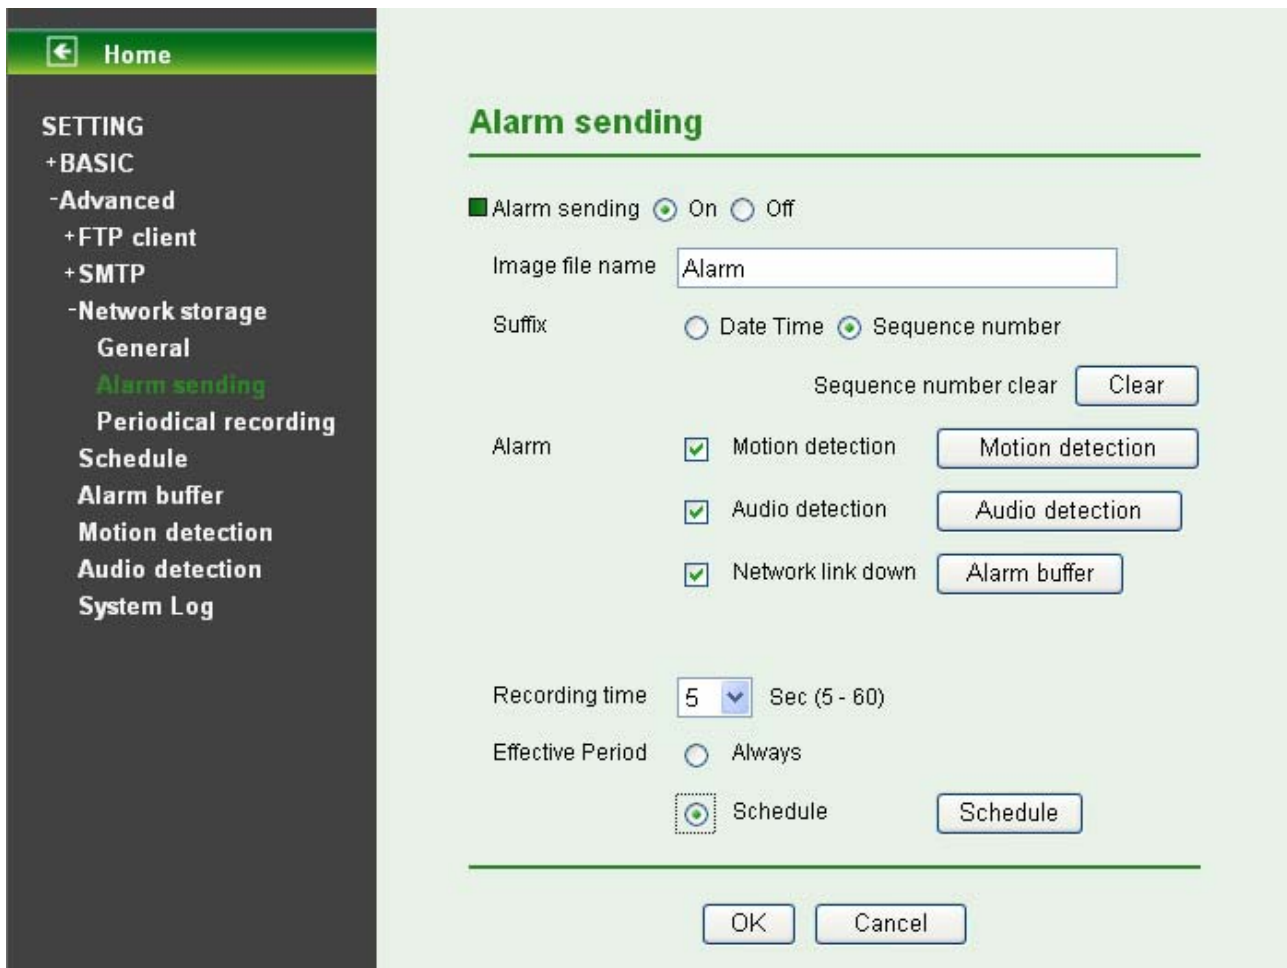 Home
SETTING
+BASIC
-Advanced
+FTP client
+SMTP
-Network storage
General
Alarm sending
Periodical recording
Schedule
Alarm buffer
Motion detection
Audio detection
System Log
Alarm sending
Alarm sending On Off
Image file name Alarm
Suffix Date Time Sequence number
Sequence number clear Clear
Alarm Motion detection Motion detection
Audio detection Audio detection
Network link down Alarm buffer
Recording time 5 Sec (5 - 60)
Effective Period Always
Schedule Schedule
OK Cancel